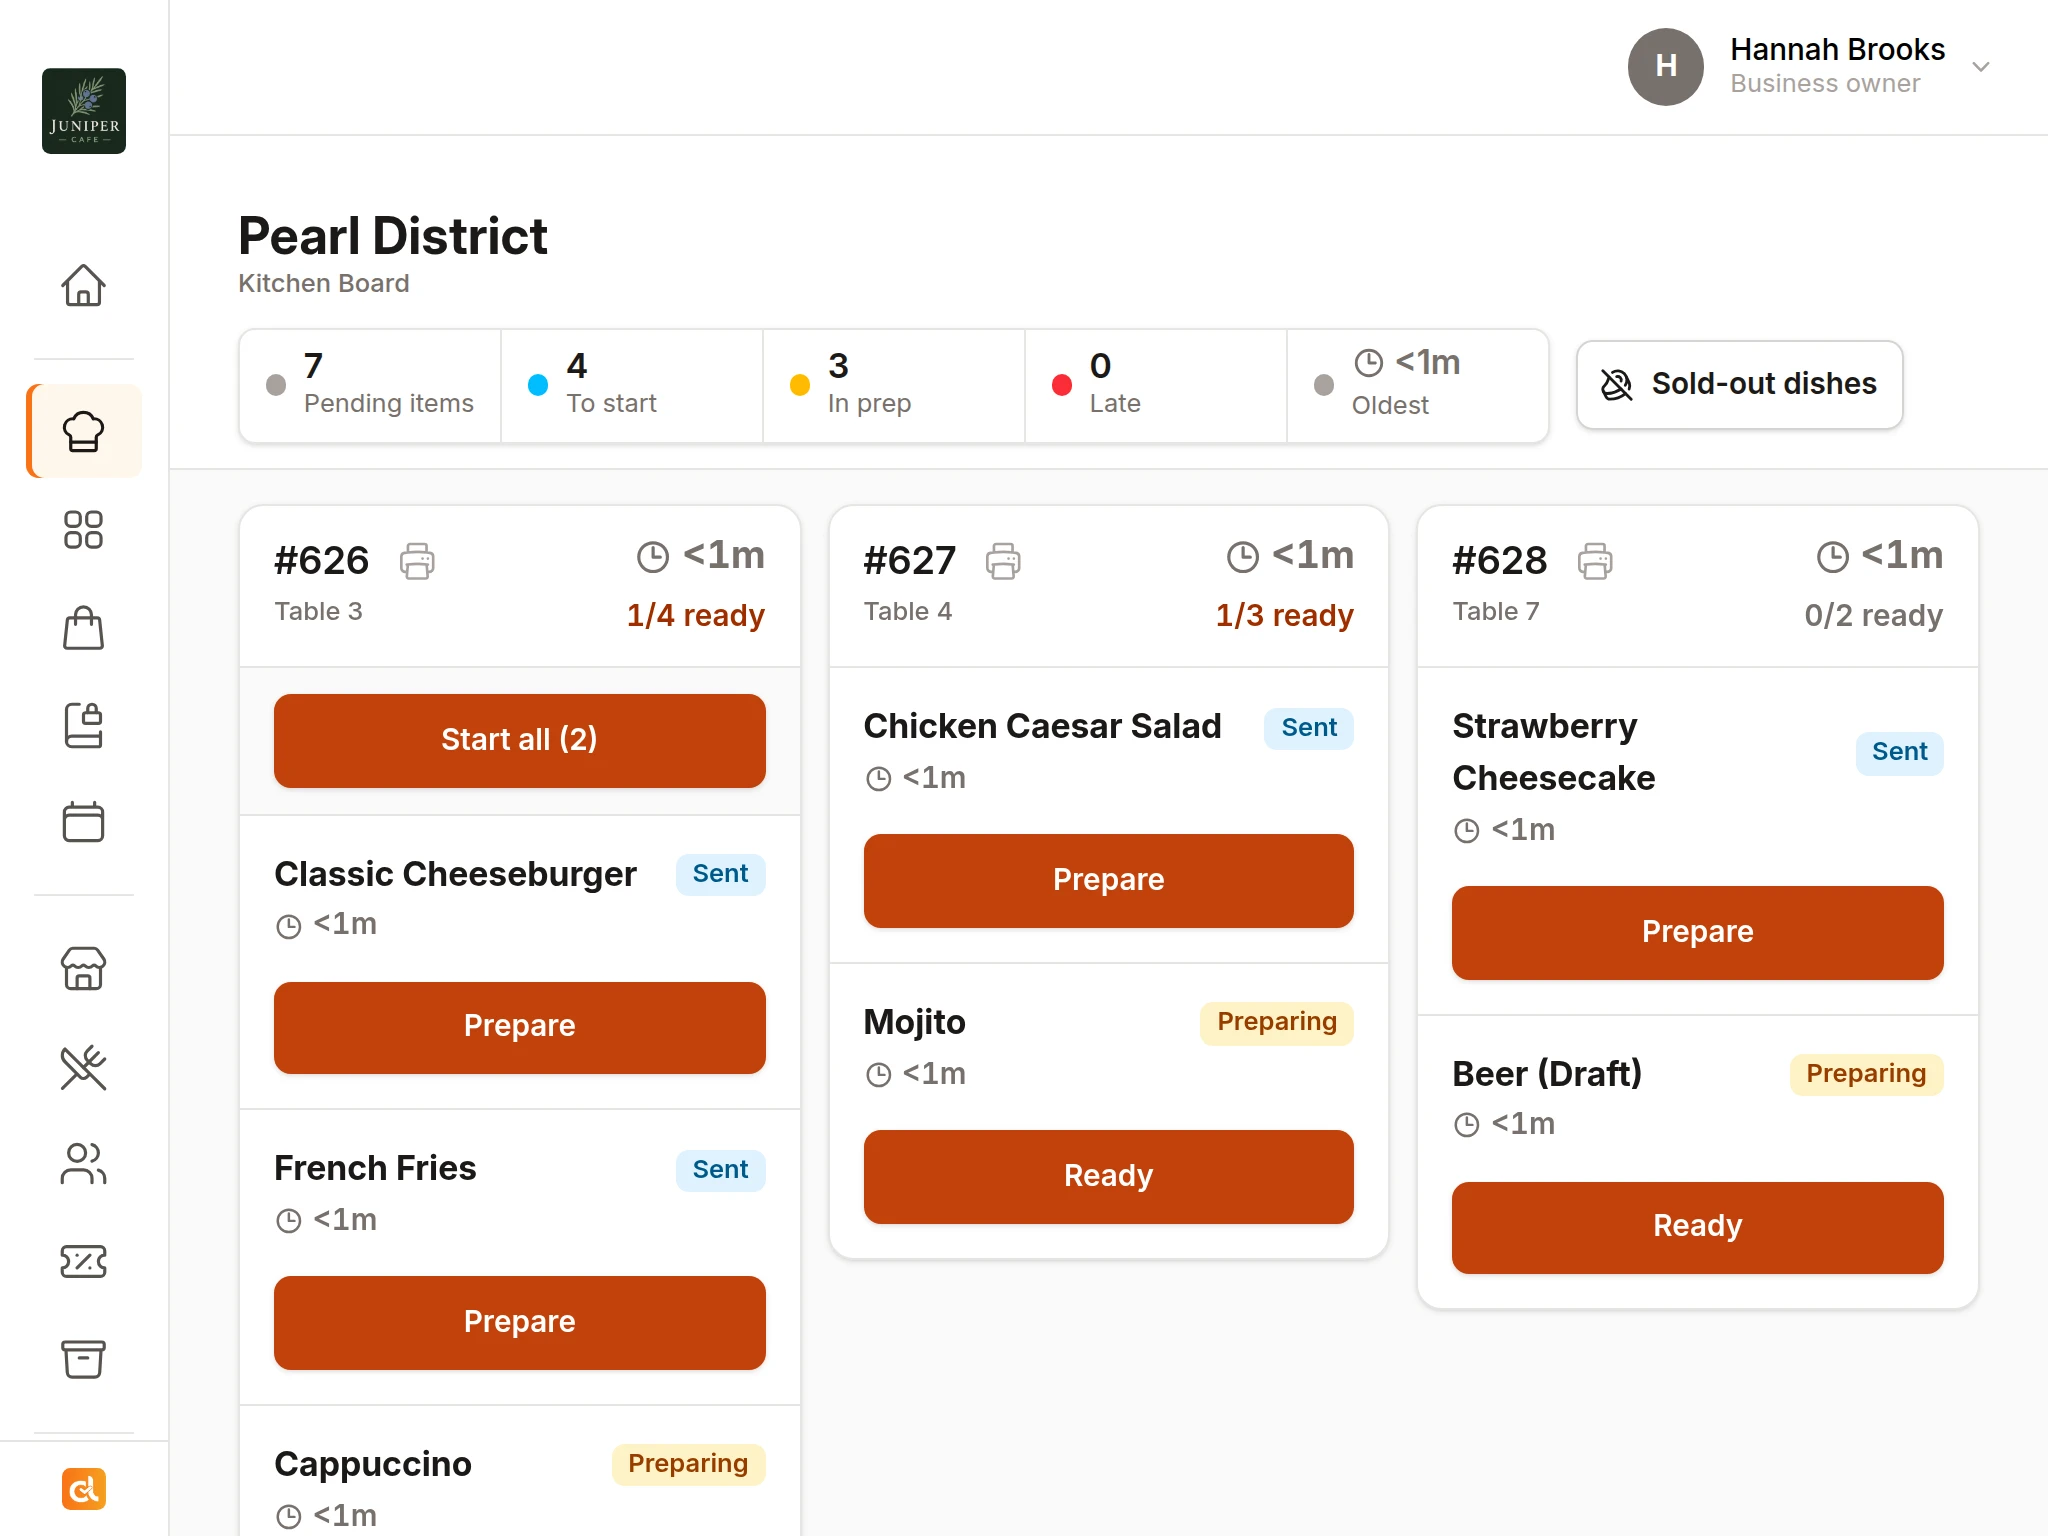 JUNIPER
CAFE
H
Hannah Brooks
Business owner
Pearl District
Kitchen Board
7
Pending items
4
To start
3
In prep
0
Late
<1m
Oldest
Sold-out dishes
#626
<1m
Table 3
1/4 ready
Start all (2)
Classic Cheeseburger
Sent
<1m
Prepare
French Fries
Sent
<1m
Prepare
Cappuccino
Preparing
<1m
#627
<1m
Table 4
1/3 ready
Chicken Caesar Salad
Sent
<1m
Prepare
Mojito
Preparing
<1m
Ready
#628
<1m
Table 7
0/2 ready
Strawberry
Cheesecake
Sent
<1m
Prepare
Beer (Draft)
Preparing
<1m
Ready